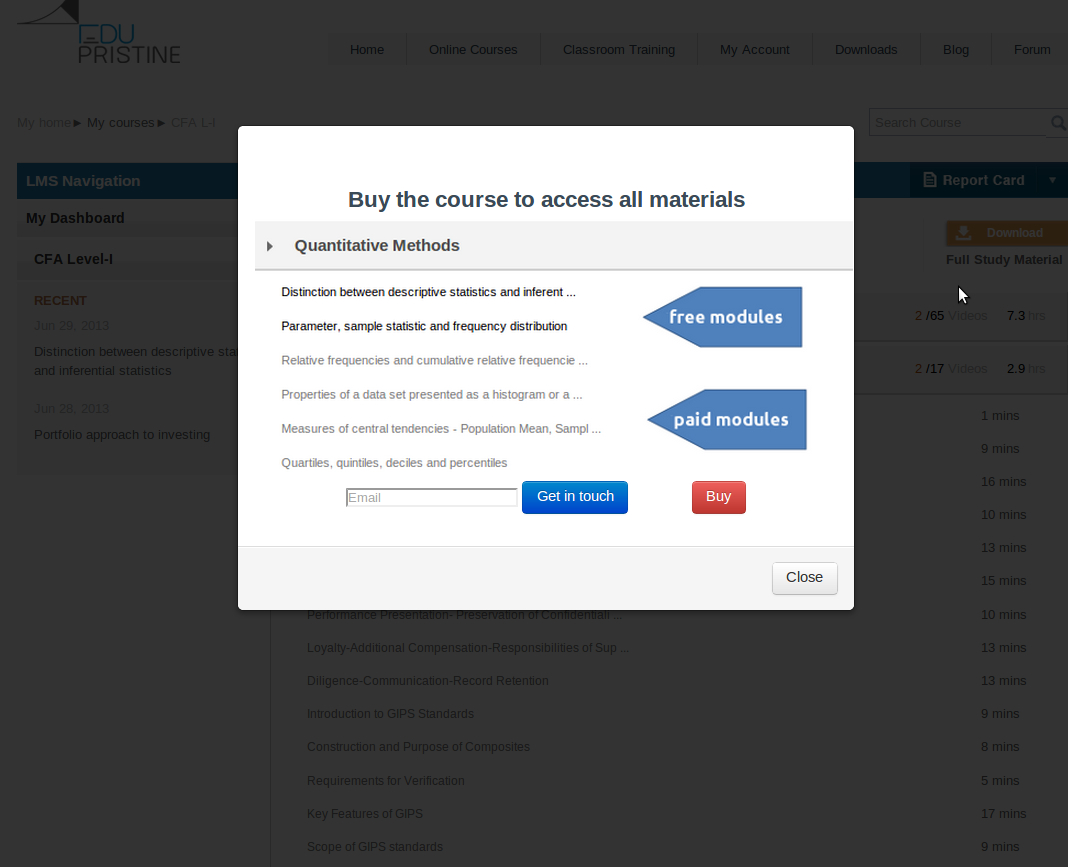 EDU
PRISTINE
Home
Online Courses
Classroom Training
My Account
Downloads
Blog
Forum
My home ► My courses ► CFA L-I
Search Course
LMS Navigation
Report Card
My Dashboard
CFA Level-I
Download
Full Study Material
RECENT
Jun 29, 2013
Distinction between descriptive stat
and inferential statistics
Jun 28, 2013
Portfolio approach to investing
2 /65 Videos 7.3 hrs
2 /17 Videos 2.9 hrs
Buy the course to access all materials
Quantitative Methods
Distinction between descriptive statistics and inferent ...
Parameter, sample statistic and frequency distribution
free modules
Relative frequencies and cumulative relative frequencie ...
Properties of a data set presented as a histogram or a ...
Measures of central tendencies - Population Mean, Sampl ...
paid modules
Quartiles, quintiles, deciles and percentiles
Email
Get in touch
Buy
Close
1 mins
9 mins
16 mins
10 mins
13 mins
15 mins
Performance Presentation- Preservation of Confidentiali ... 10 mins
Loyalty-Additional Compensation-Responsibilities of Sup ... 13 mins
Diligence-Communication-Record Retention 13 mins
Introduction to GIPS Standards 9 mins
Construction and Purpose of Composites 8 mins
Requirements for Verification 5 mins
Key Features of GIPS 17 mins
Scope of GIPS standards 9 mins